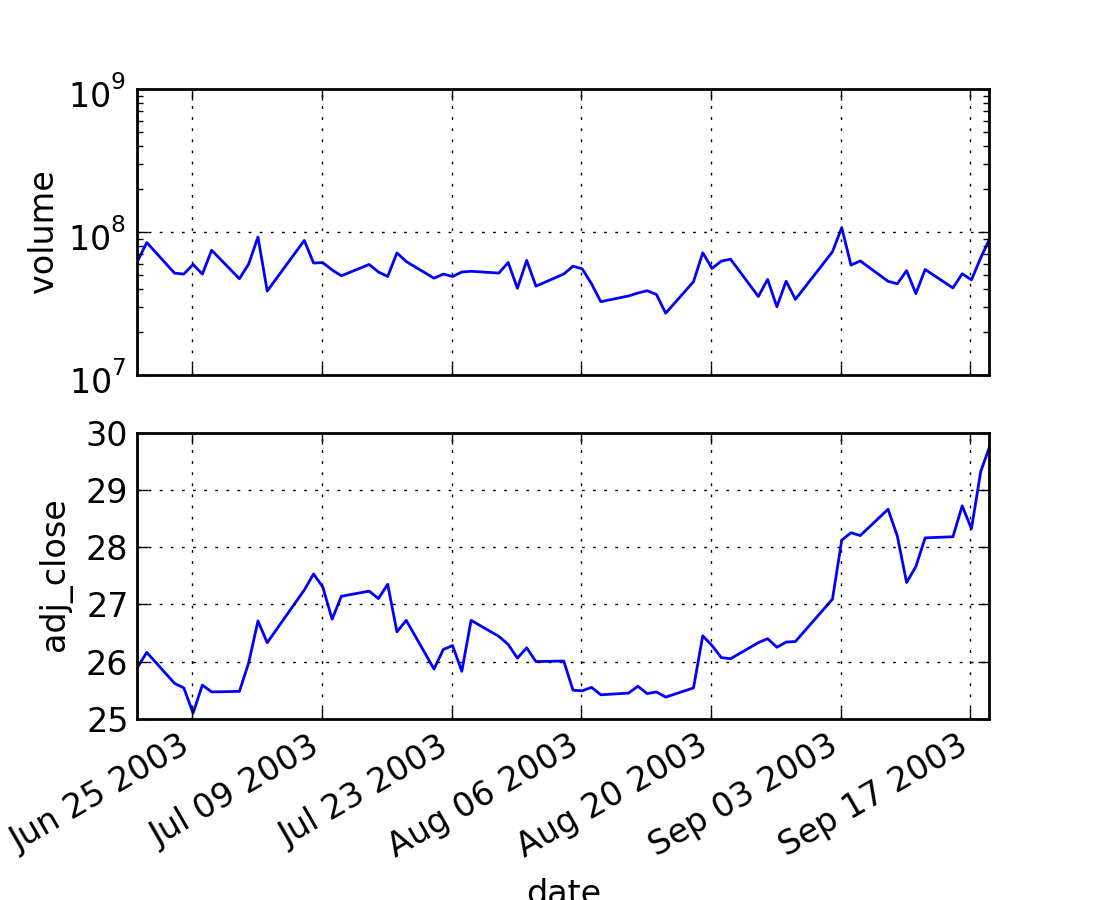 10⁹
volume
10⁸
10⁷
30
29
28
adj_close
27
26
25
Jun 25 2003
Jul 09 2003
Jul 23 2003
Aug 06 2003
Aug 20 2003
Sep 03 2003
Sep 17 2003
date